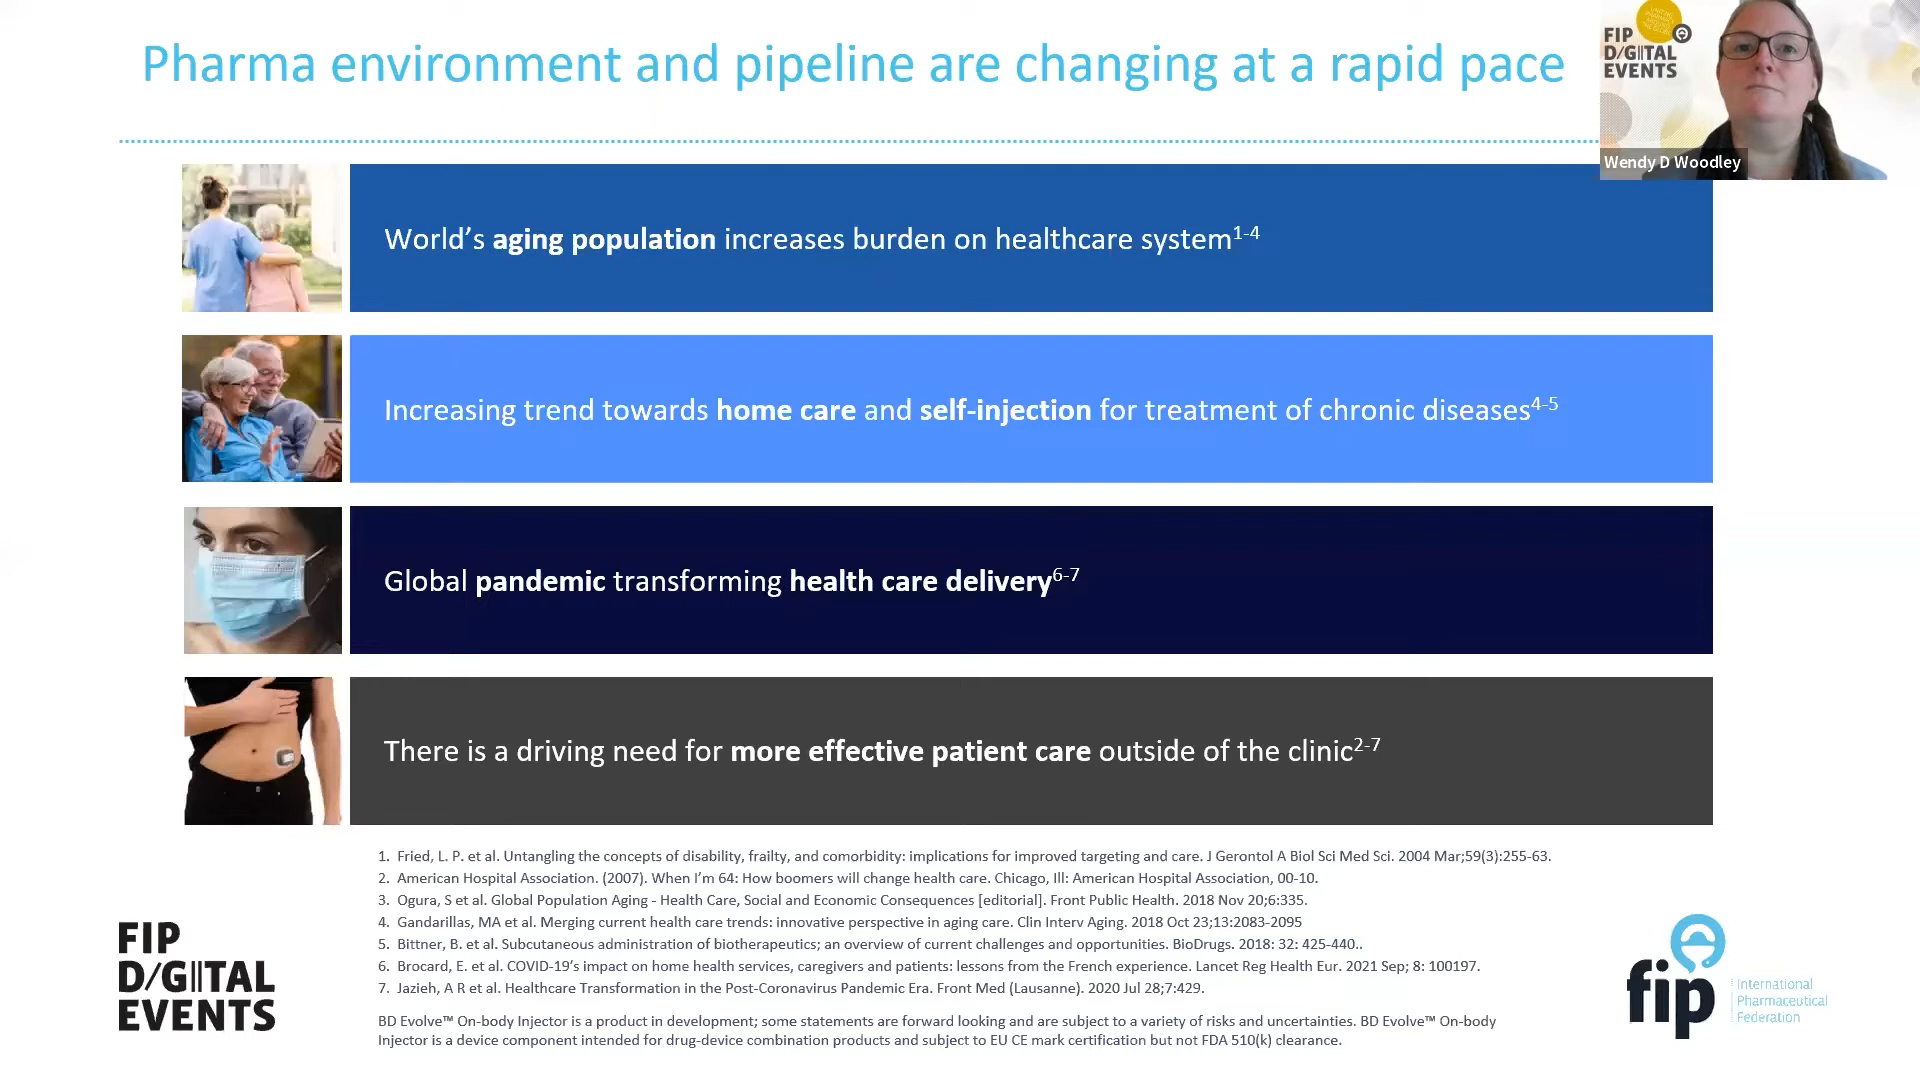 Pharma environment and pipeline are changing at a rapid pace
FIP
D/GITAL
EVENTS
Wendy D Woodley
World's aging population increases burden on healthcare system1-4
Increasing trend towards home care and self-injection for treatment of chronic diseases4-5
Global pandemic transforming health care delivery6-7
There is a driving need for more effective patient care outside of the clinic2-7
1. Fried, L. P. et al. Untangling the concepts of disability, frailty, and comorbidity: implications for improved targeting and care. J Gerontol A Biol Sci Med Sci. 2004 Mar;59(3):255-63.
2. American Hospital Association. (2007). When I'm 64: How boomers will change health care. Chicago, Ill: American Hospital Association, 00-10.
3. Ogura, S et al. Global Population Aging - Health Care, Social and Economic Consequences [editorial]. Front Public Health. 2018 Nov 20;6:335.
4. Gandarillas, MA et al. Merging current health care trends: innovative perspective in aging care. Clin Interv Aging. 2018 Oct 23;13:2083-2095
5. Bittner, B. et al. Subcutaneous administration of biotherapeutics; an overview of current challenges and opportunities. BioDrugs. 2018: 32: 425-440..
6. Brocard, E. et al. COVID-19's impact on home health services, caregivers and patients: lessons from the French experience. Lancet Reg Health Eur. 2021 Sep; 8: 100197.
7. Jazieh, A R et al. Healthcare Transformation in the Post-Coronavirus Pandemic Era. Front Med (Lausanne). 2020 Jul 28;7:429.
BD Evolve™ On-body Injector is a product in development; some statements are forward looking and are subject to a variety of risks and uncertainties. BD Evolve™ On-body
Injector is a device component intended for drug-device combination products and subject to EU CE mark certification but not FDA 510(k) clearance.
FIP
D/GITAL
EVENTS
fip
International
Pharmaceutical
Federation